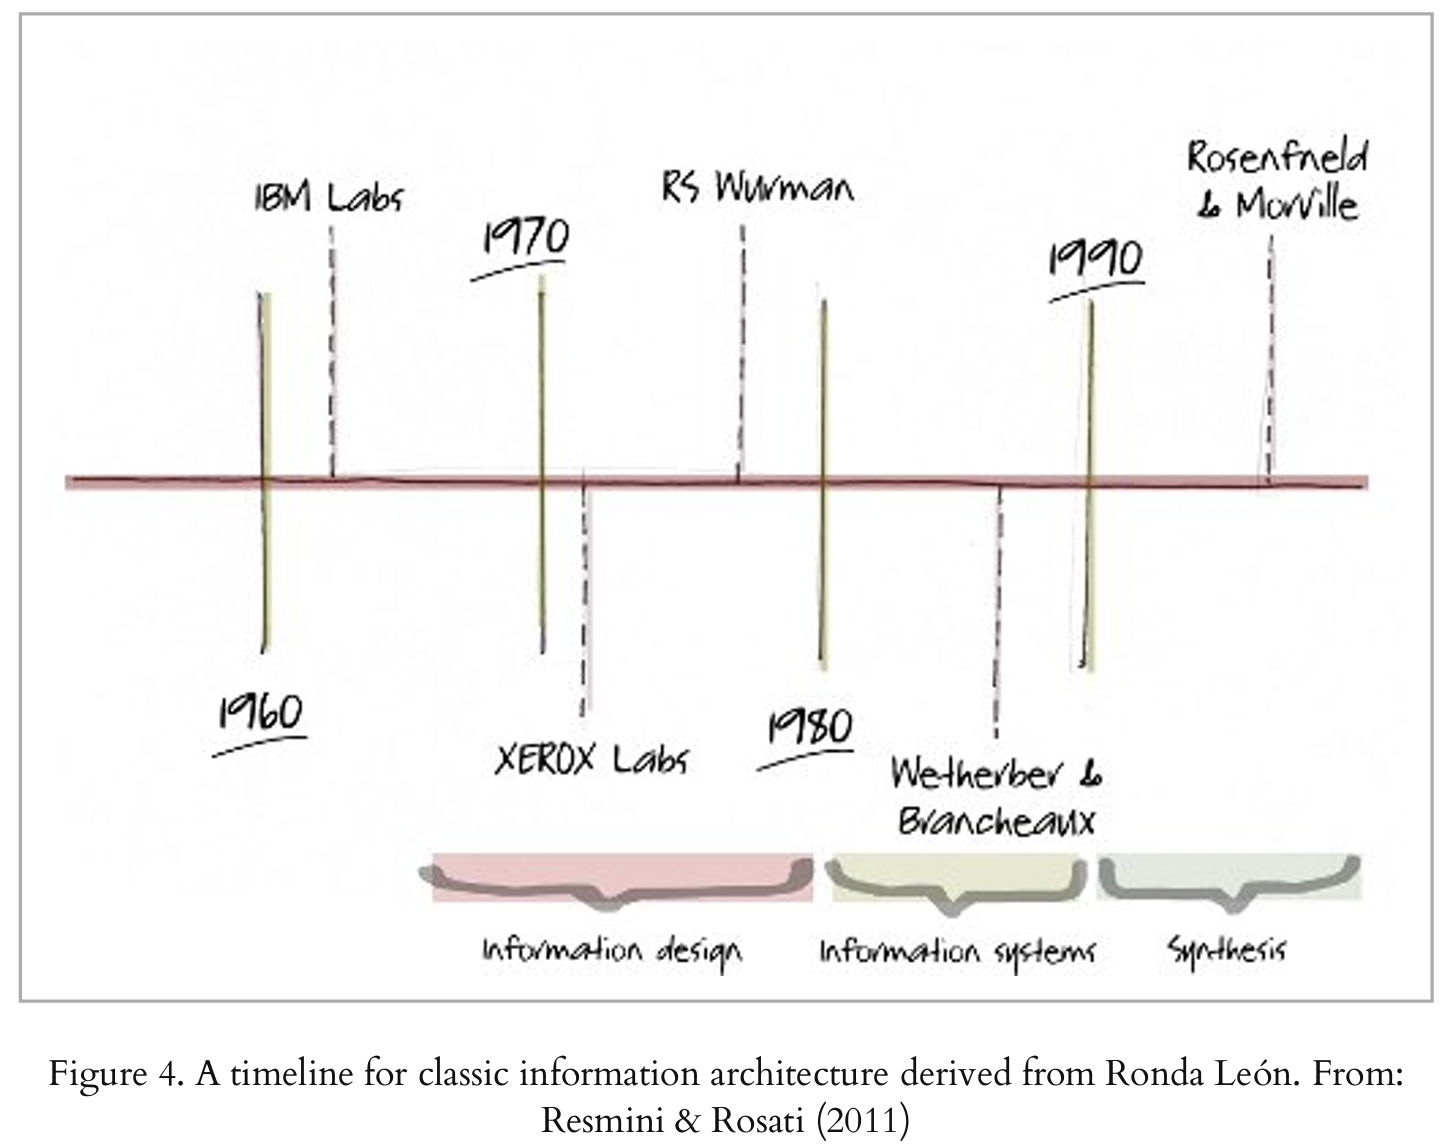 IBM Labs
1970
RS Wurman
1990
Rosenfneld
& Morville
1960
XEROX Labs
1980
Wetherber &
Brancheaux
Information design
Information systems
Synthesis
Figure 4. A timeline for classic information architecture derived from Ronda León. From:
Resmini & Rosati (2011)